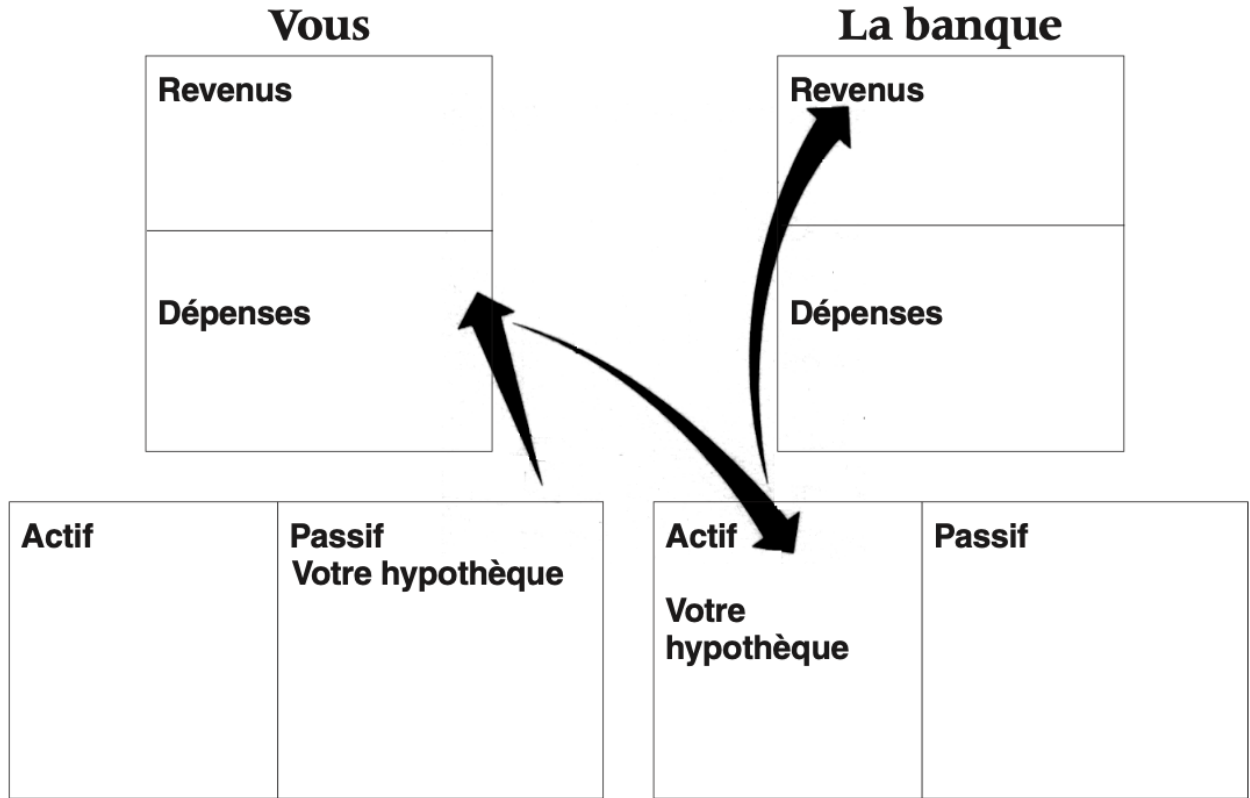 Vous
Revenus
Dépenses
Actif
Passif
Votre hypothèque
La banque
Revenus
Dépenses
Actif
Votre
hypothèque
Passif